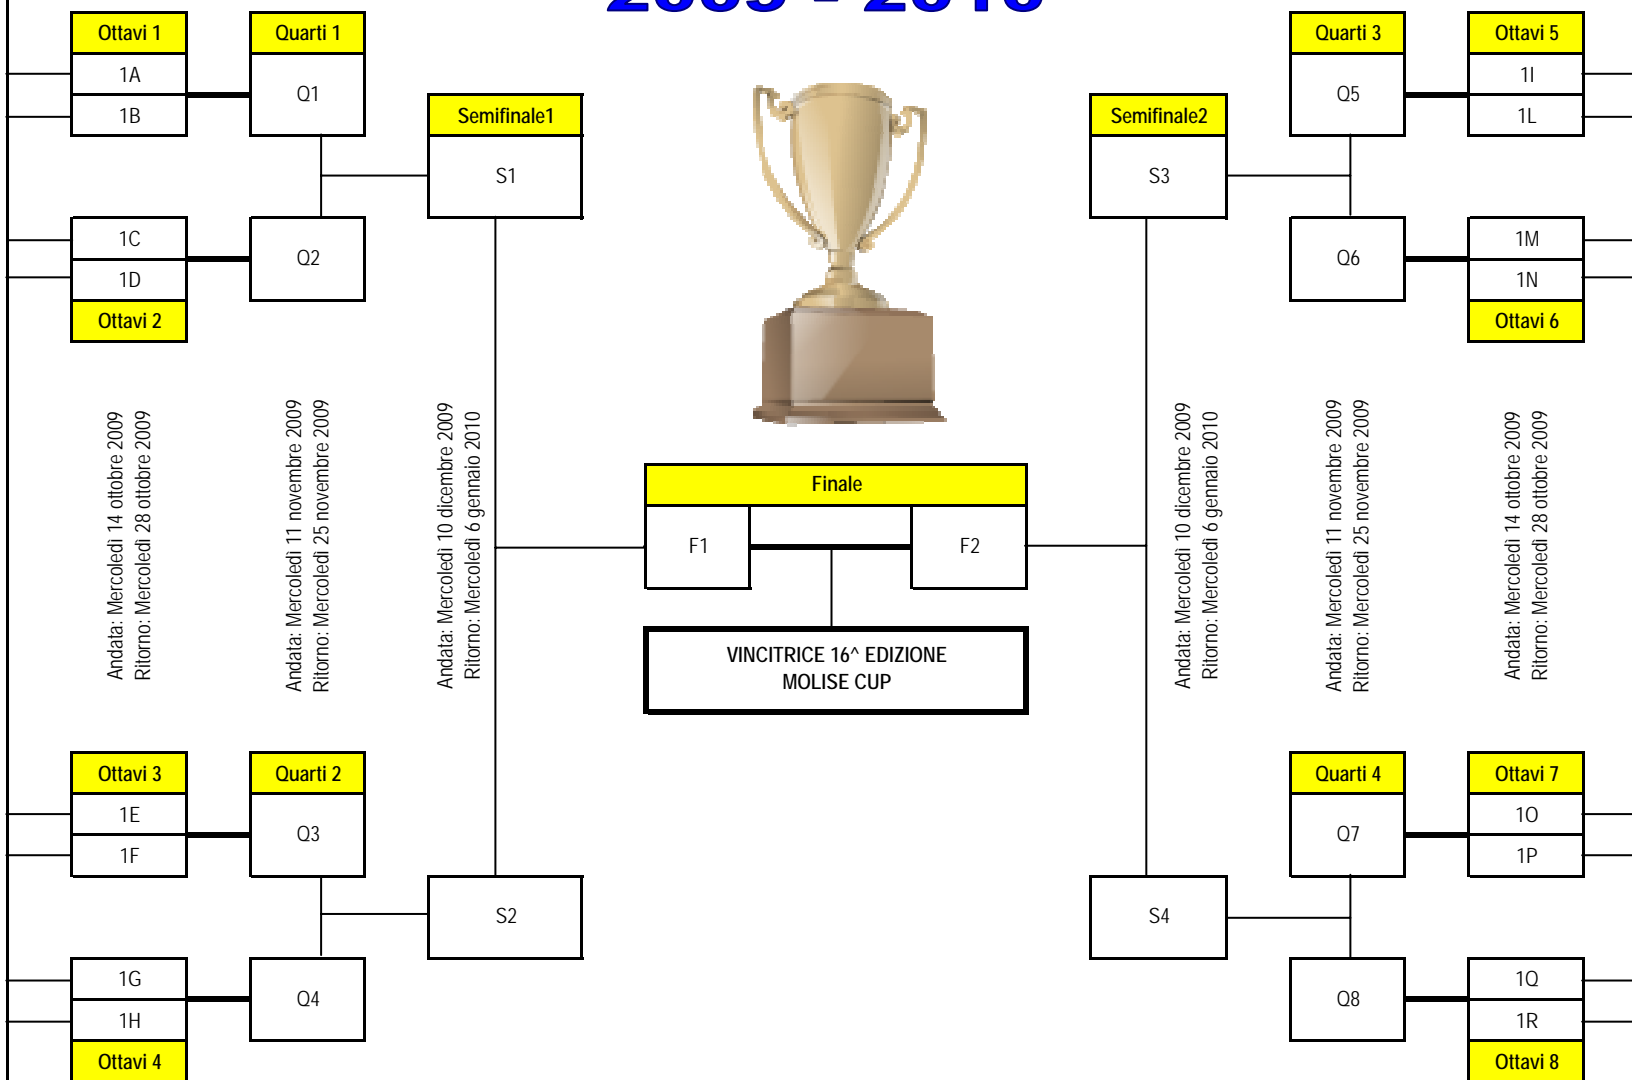 2009 - 2010
Ottavi 1
Quarti 1
Quarti 3
Ottavi 5
1A
1B
Q1
Q5
1I
1L
Semifinale1
Semifinale2
S1
S3
1C
1D
Q2
Q6
1M
1N
Ottavi 2
Ottavi 6
Andata: Mercoledì 14 ottobre 2009
Ritorno: Mercoledì 28 ottobre 2009
Andata: Mercoledì 11 novembre 2009
Ritorno: Mercoledì 25 novembre 2009
Andata: Mercoledì 10 dicembre 2009
Ritorno: Mercoledì 6 gennaio 2010
Finale
F1
F2
VINCITRICE 16^ EDIZIONE
MOLISE CUP
Andata: Mercoledì 10 dicembre 2009
Ritorno: Mercoledì 6 gennaio 2010
Andata: Mercoledì 11 novembre 2009
Ritorno: Mercoledì 25 novembre 2009
Andata: Mercoledì 14 ottobre 2009
Ritorno: Mercoledì 28 ottobre 2009
Ottavi 3
Quarti 2
Quarti 4
Ottavi 7
1E
1F
Q3
Q7
1O
1P
S2
S4
1G
1H
Q4
Q8
1Q
1R
Ottavi 4
Ottavi 8